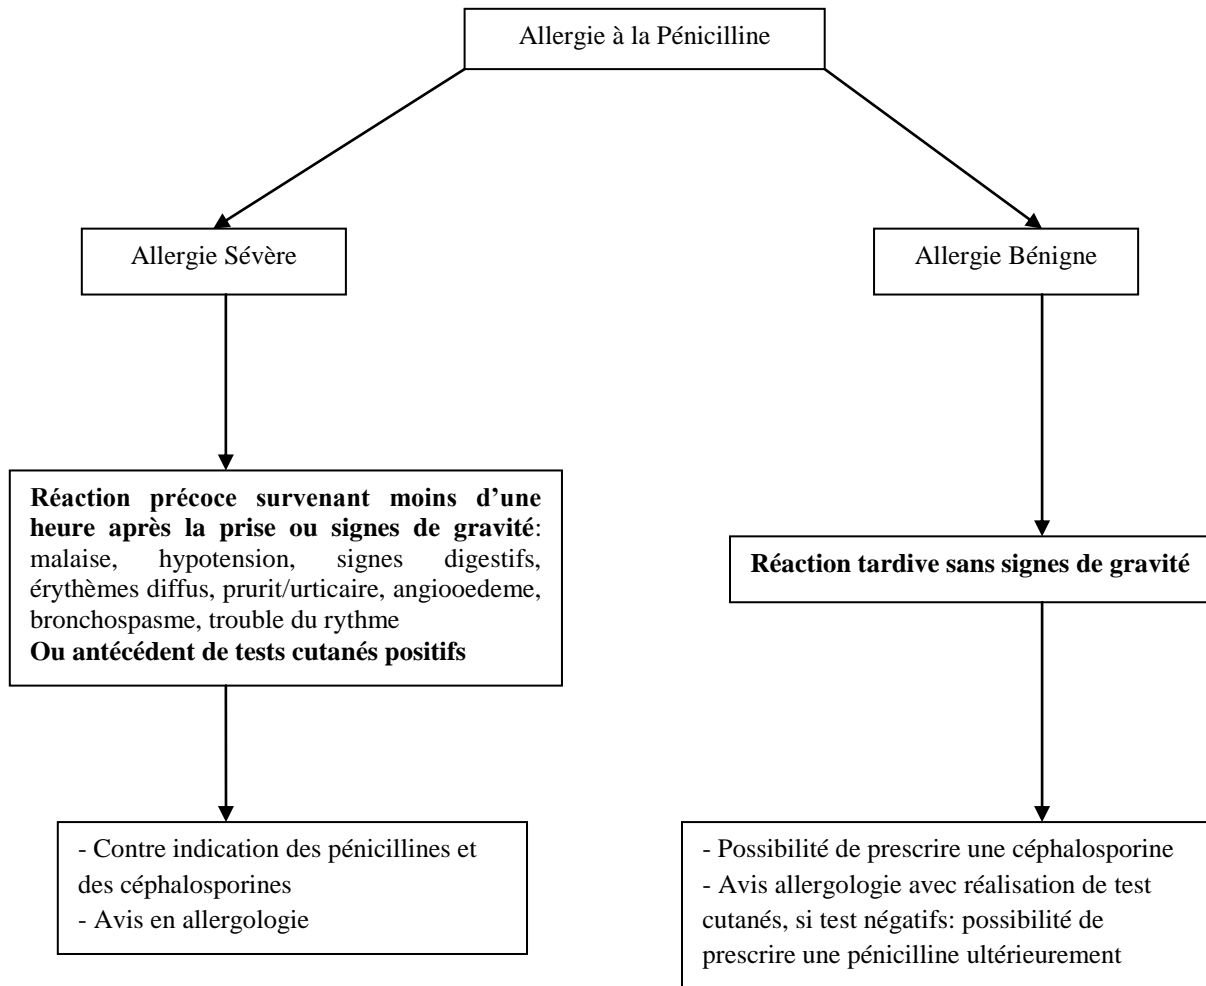 Allergie à la Pénicilline
Allergie Sévère
Allergie Bénigne
Réaction précoce survenant moins d’une
heure après la prise ou signes de gravité:
malaise, hypotension, signes digestifs,
érythèmes diffus, prurit/urticaire, angiooedeme,
bronchospasme, trouble du rythme
Ou antécédent de tests cutanés positifs
Réaction tardive sans signes de gravité
- Contre indication des pénicillines et
des céphalosporines
- Avis en allergologie
- Possibilité de prescrire une céphalosporine
- Avis allergologie avec réalisation de test
cutanés, si test négatifs: possibilité de
prescrire une pénicilline ultérieurement